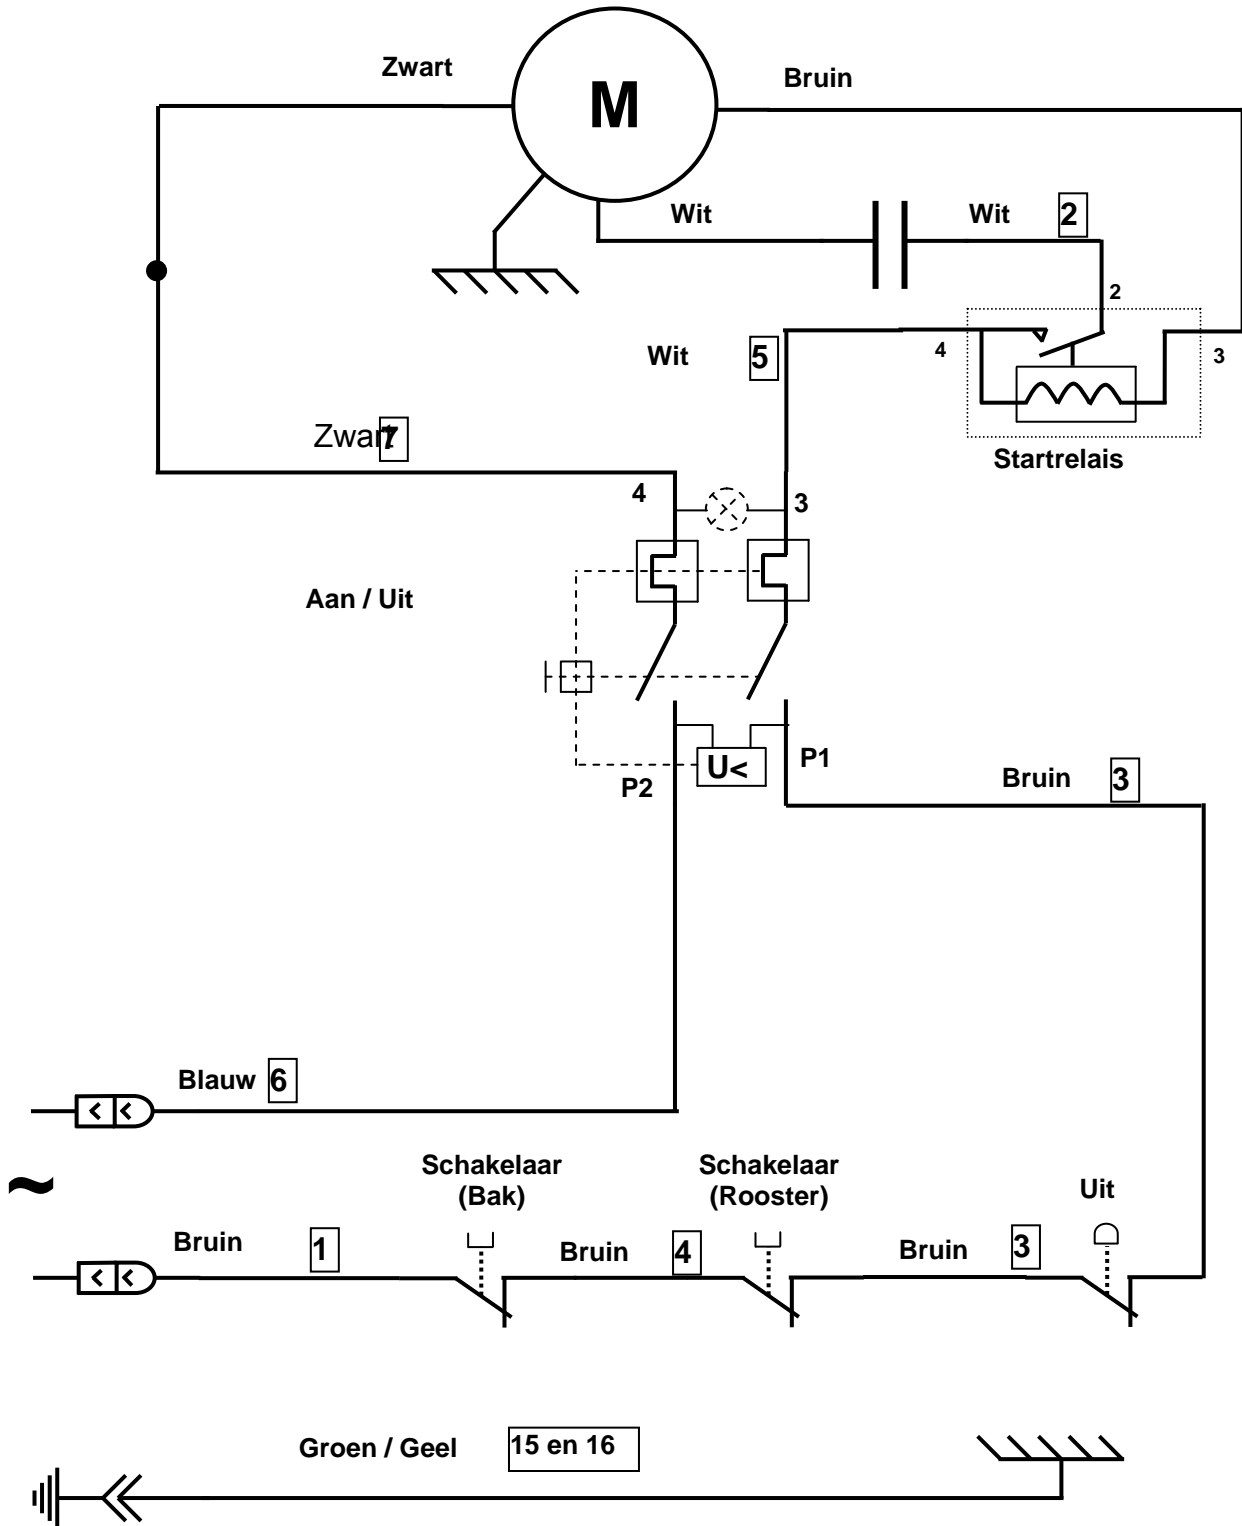 Zwart
M
Bruin
Wit
Wit 2
2
Wit 5
4
3
Startrelais
Zwart 7
4
3
Aan / Uit
U<
P1
P2
Bruin 3
Blauw 6
~
Schakelaar
(Bak)
Schakelaar
(Rooster)
Uit
Bruin 1
Bruin 4
Bruin 3
Groen / Geel 15 en 16